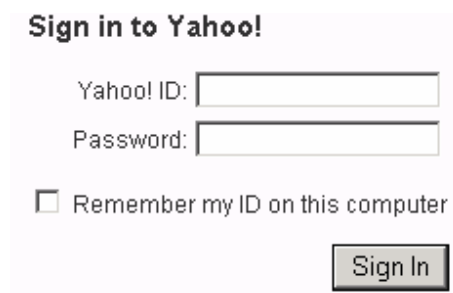 Sign in to Yahoo!
Yahoo! ID:
Password:
Remember my ID on this computer
Sign In